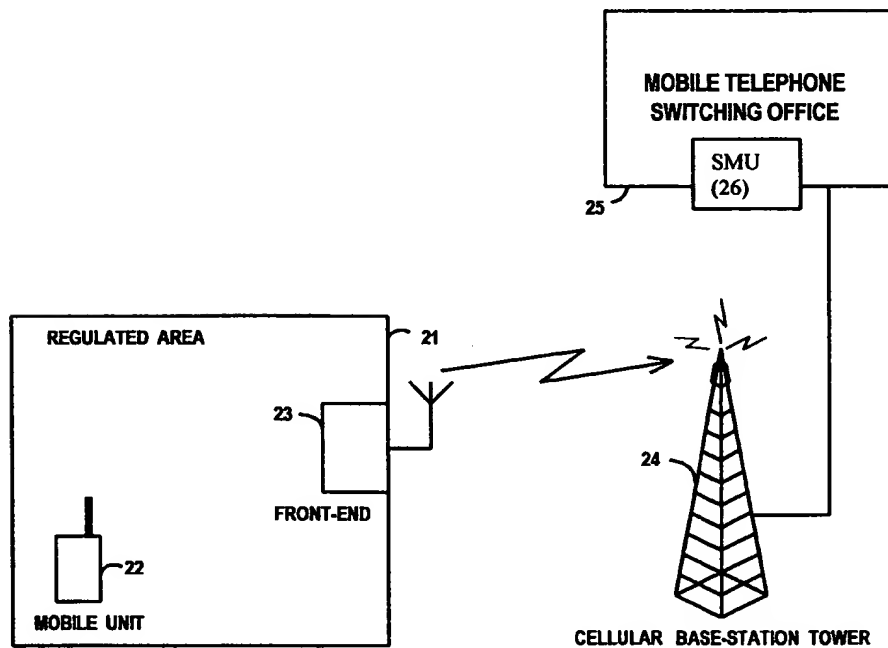 MOBILE TELEPHONE
SWITCHING OFFICE
SMU
(26)
25
REGULATED AREA
21
23
24
FRONT-END
22
MOBILE UNIT
CELLULAR BASE-STATION TOWER